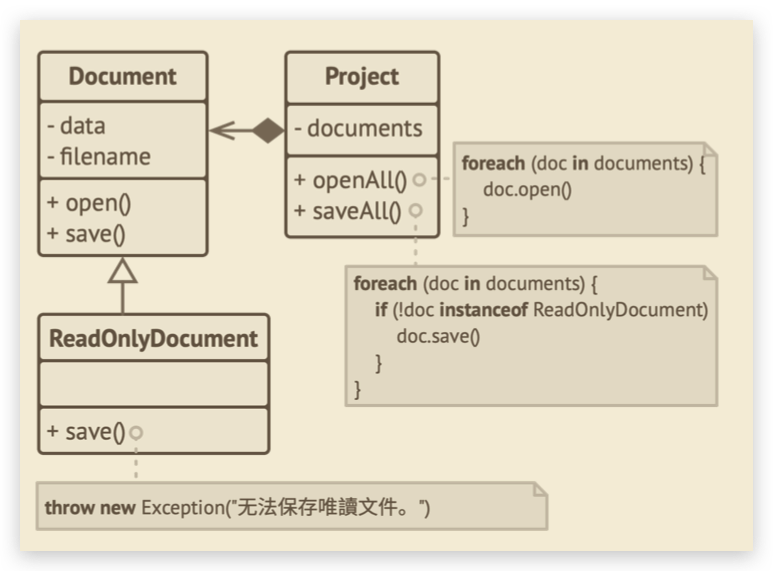 Document
- data
- filename
+ open()
+ save()
Project
- documents
+ openAll()
+ saveAll()
foreach (doc in documents) {
doc.open()
}
foreach (doc in documents) {
if (!doc instanceof ReadOnlyDocument)
doc.save()
}
}
ReadOnlyDocument
+ save()
throw new Exception("无法保存唯讀文件。")